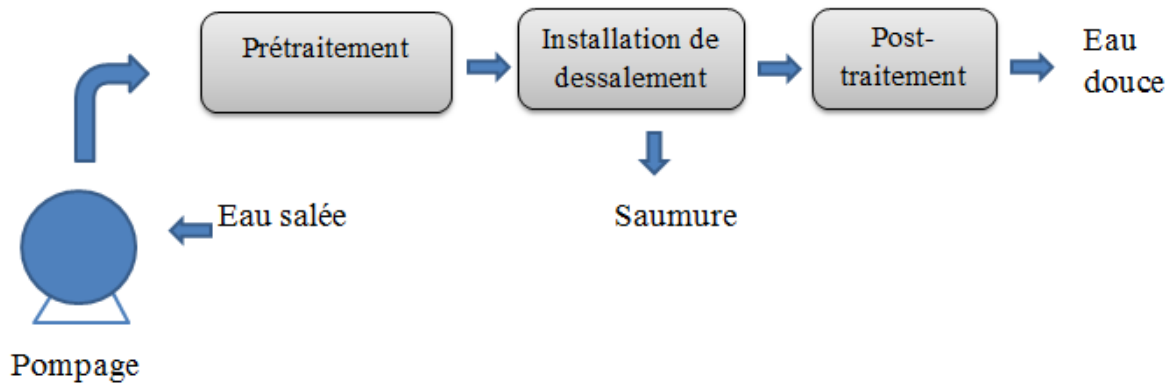 Prétraitement
Installation de
dessalement
Post-
traitement
Eau
douce
Eau salée
Saumure
Pompage